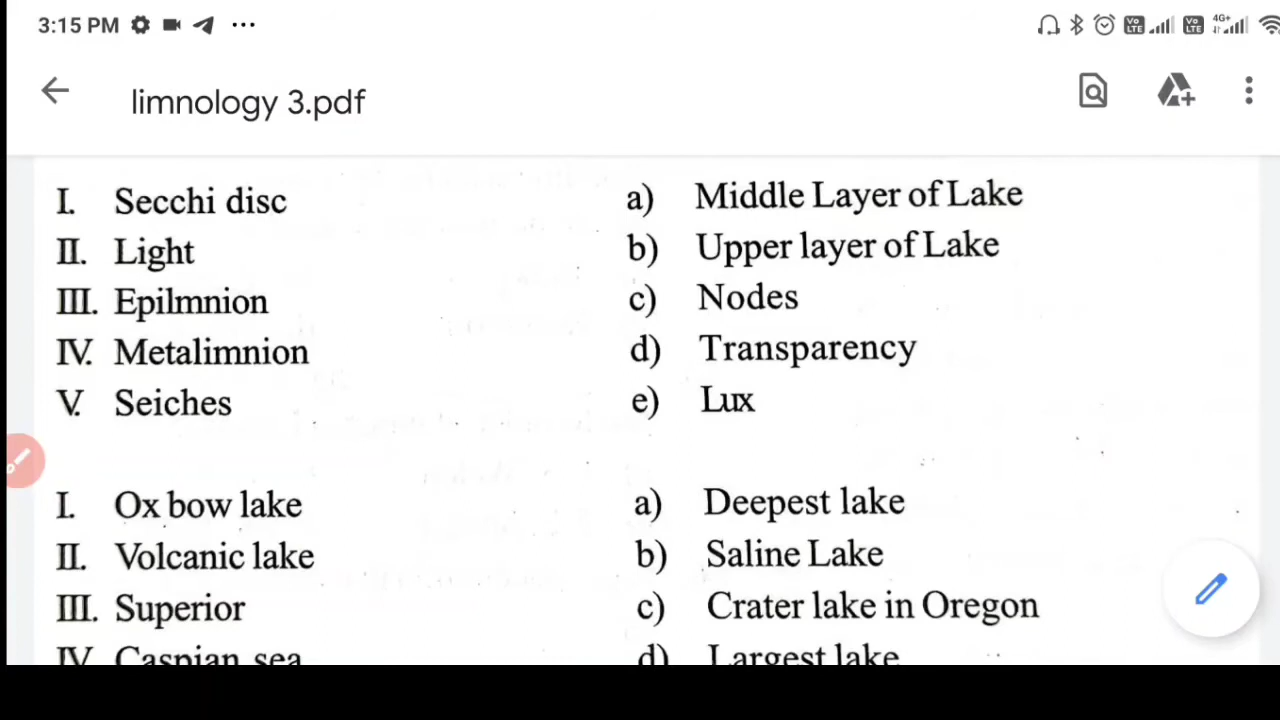 3:15 PM
limnology 3.pdf
I. Secchi disc a) Middle Layer of Lake
II. Light b) Upper layer of Lake
III. Epilmnion c) Nodes
IV. Metalimnion d) Transparency
V. Seiches e) Lux
I. Ox bow lake a) Deepest lake
II. Volcanic lake b) Saline Lake
III. Superior c) Crater lake in Oregon
IV Caspian sea d) Largest lake